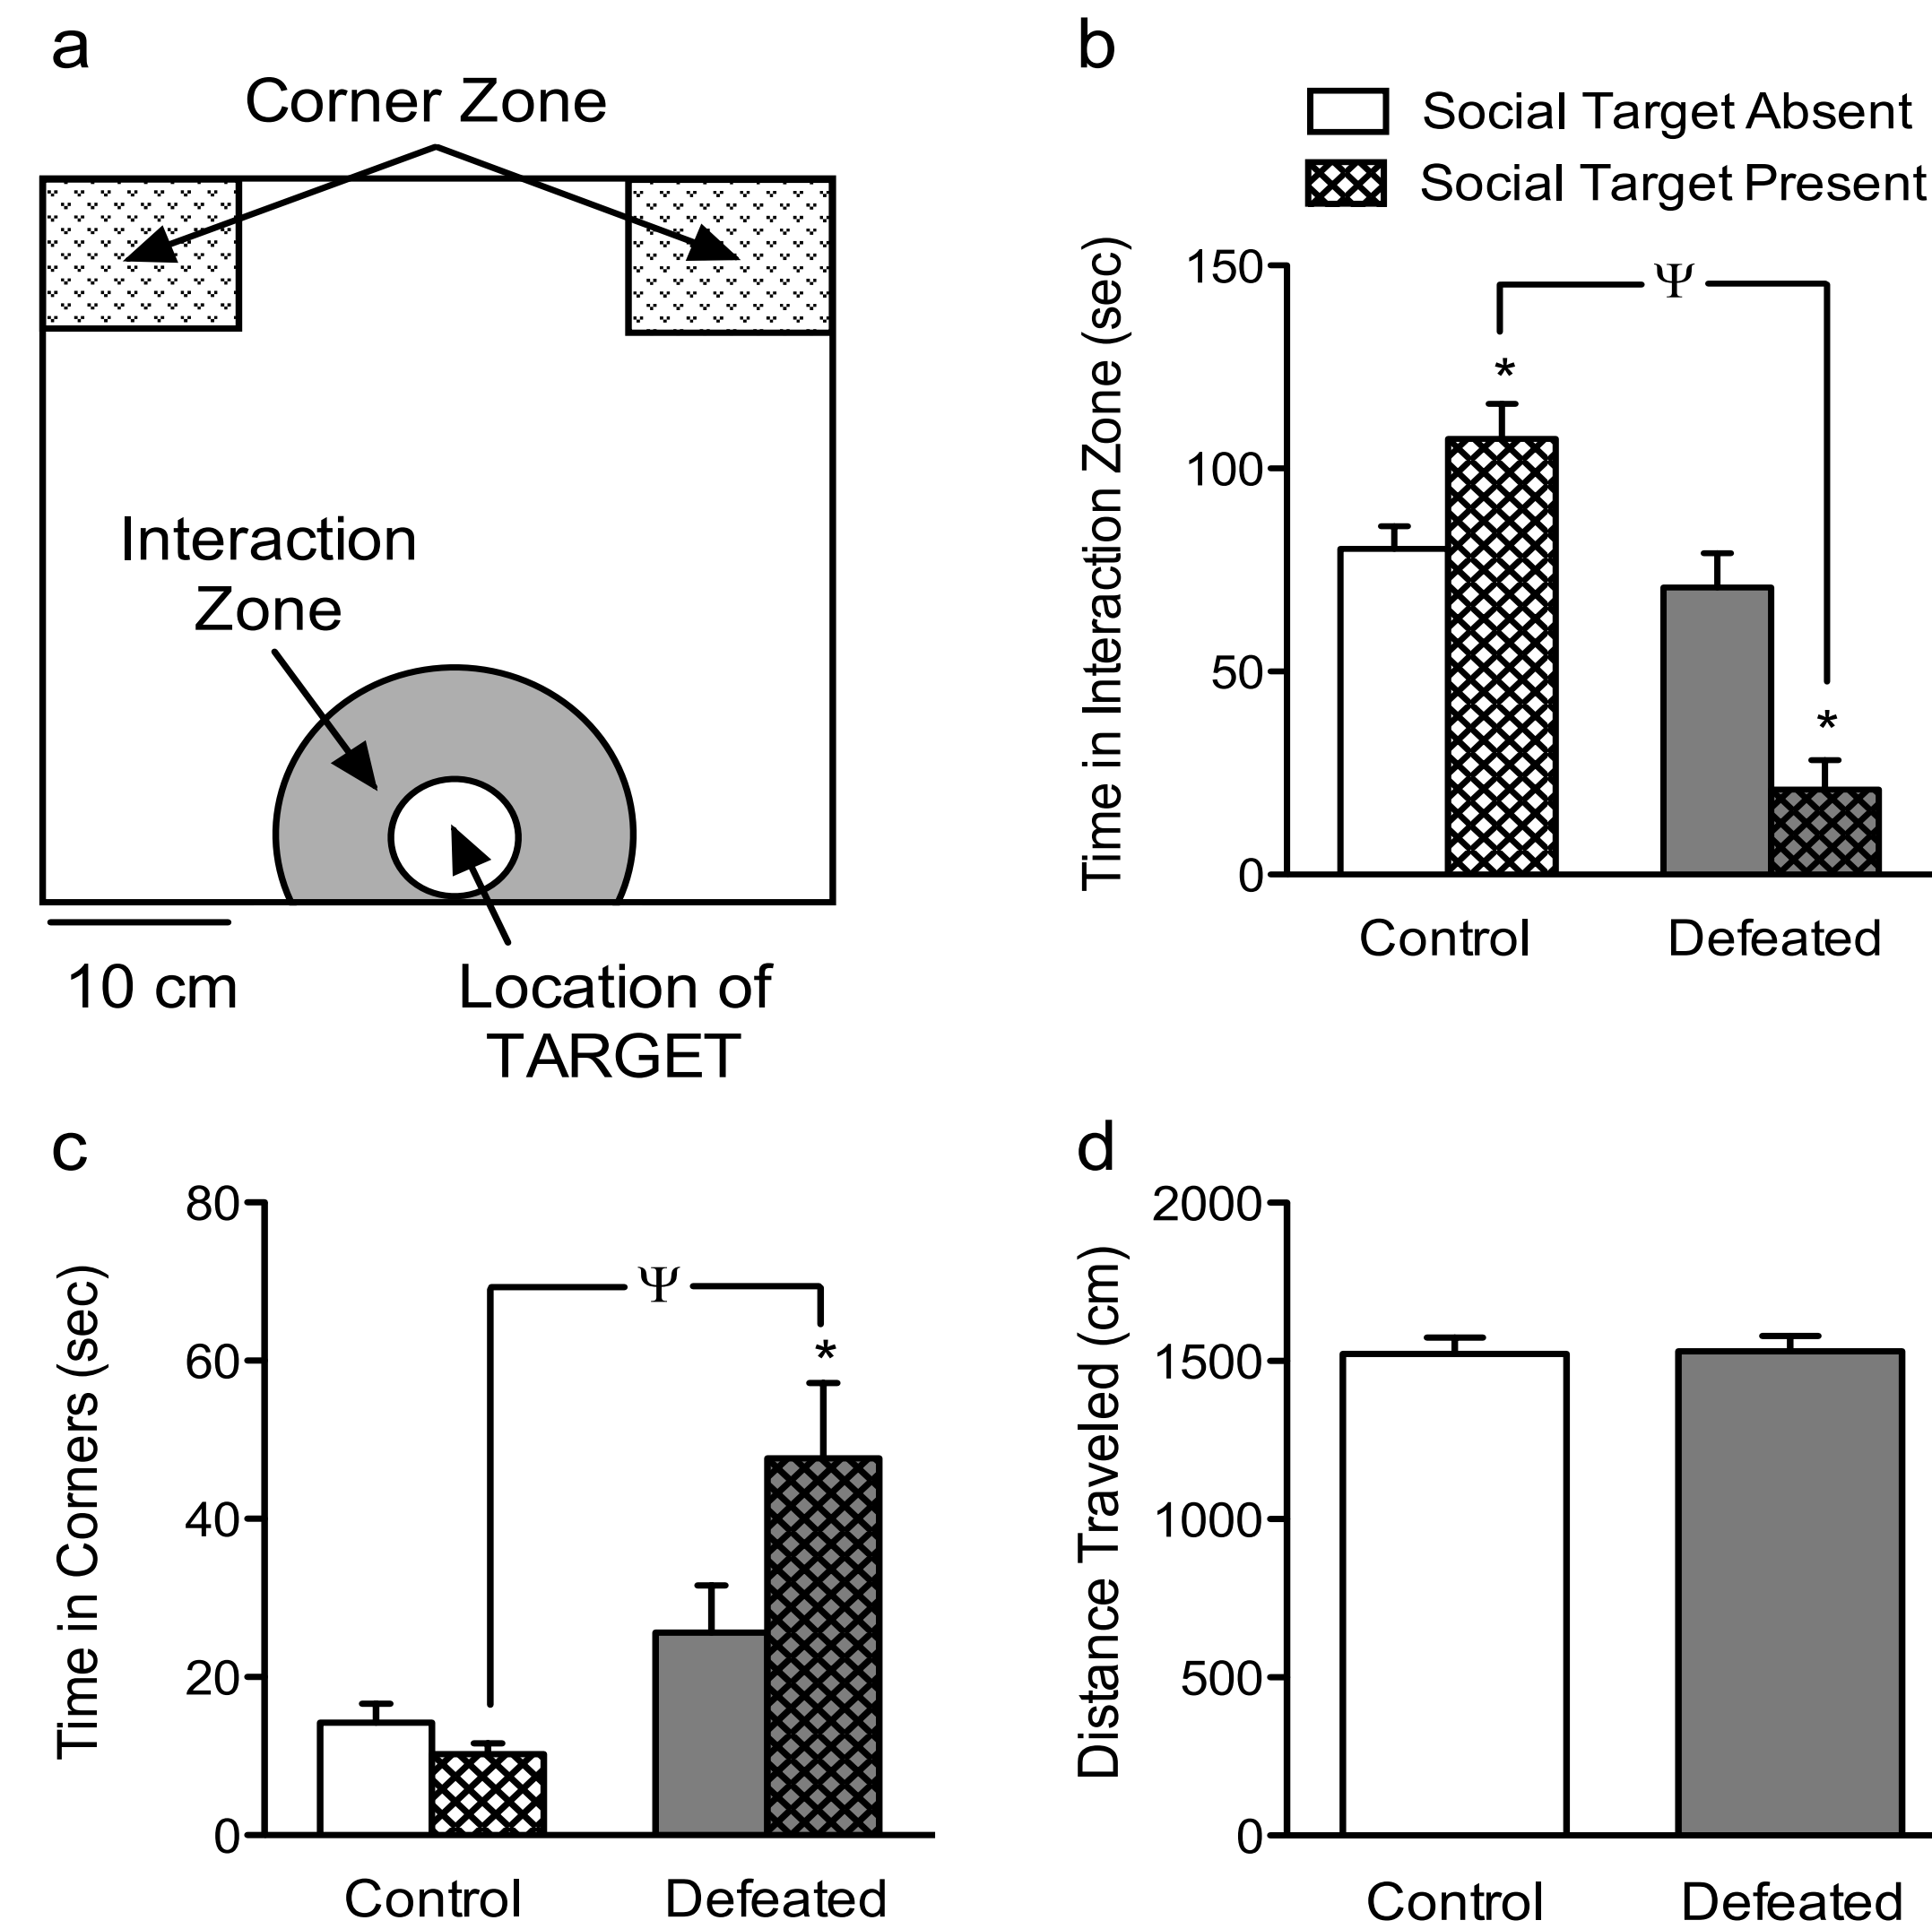 a
Corner Zone
Interaction
Zone
10 cm
Location of
TARGET
b
Social Target Absent
Social Target Present
Time in Interaction Zone (sec)
150
100
50
0
Ψ
*
*
Control
Defeated
c
Time in Corners (sec)
80
60
40
20
0
Ψ
*
Control
Defeated
d
Distance Traveled (cm)
2000
1500
1000
500
0
Control
Defeated